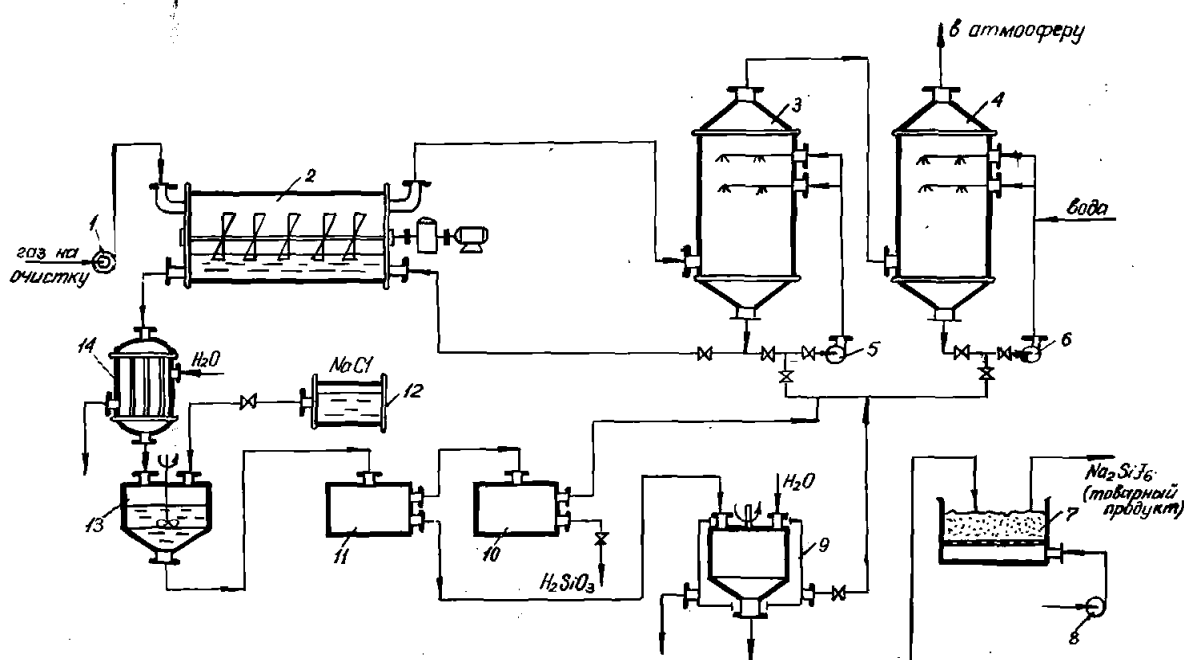 в атмосферу
3
4
2
1
газ на
очистку
вода
5
6
14
H₂O
NaCl
12
13
11
10
H₂SiO₃
H₂O
9
Na₂SiF₆
(товарный
продукт)
7
8